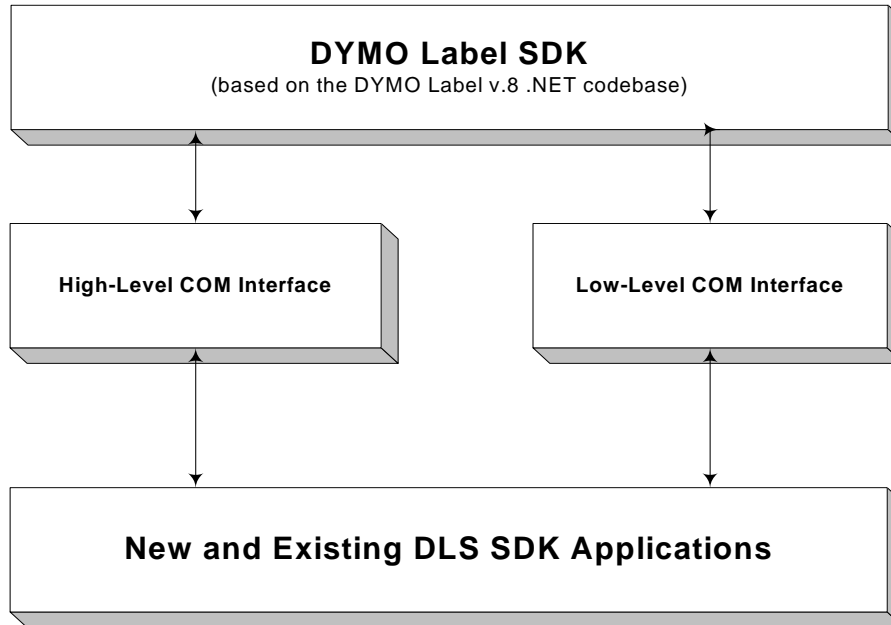 DYMO Label SDK
(based on the DYMO Label v.8 .NET codebase)
High-Level COM Interface
Low-Level COM Interface
New and Existing DLS SDK Applications